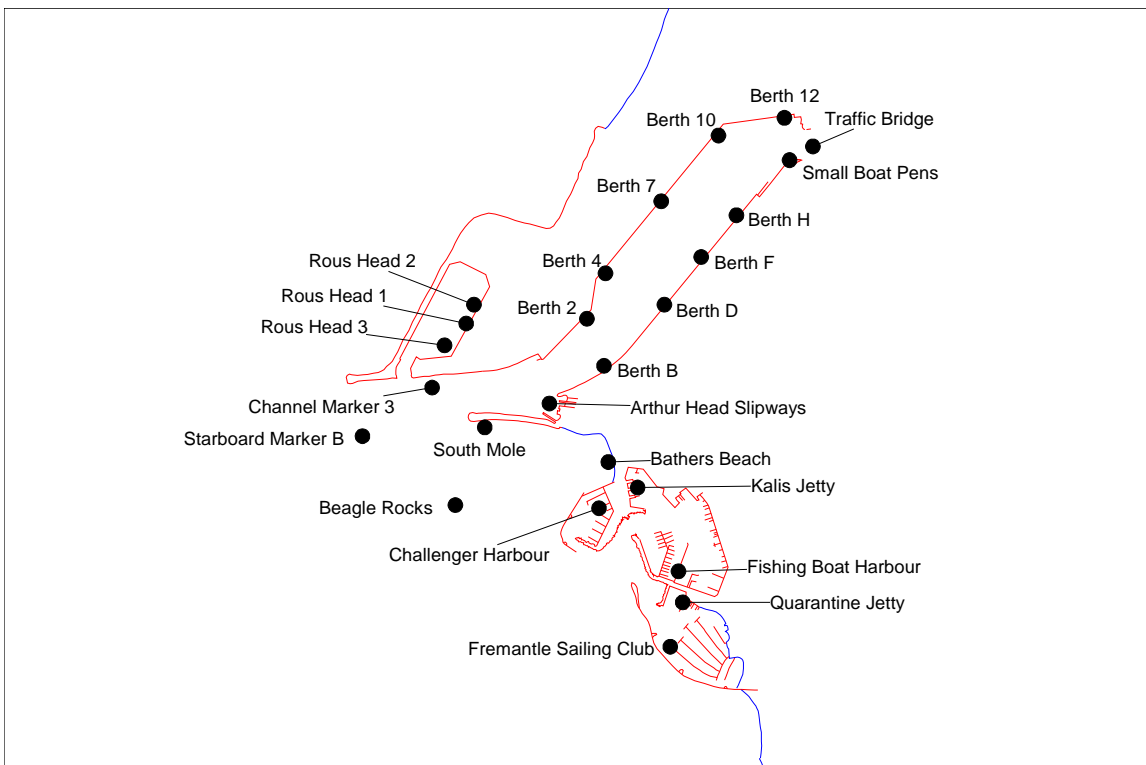 Berth 12
Traffic Bridge
Berth 10
Small Boat Pens
Berth 7
Berth H
Rous Head 2
Berth 4
Berth F
Rous Head 1
Berth 2
Berth D
Rous Head 3
Berth B
Channel Marker 3
Arthur Head Slipways
Starboard Marker B
South Mole
Bathers Beach
Kalis Jetty
Beagle Rocks
Challenger Harbour
Fishing Boat Harbour
Quarantine Jetty
Fremantle Sailing Club